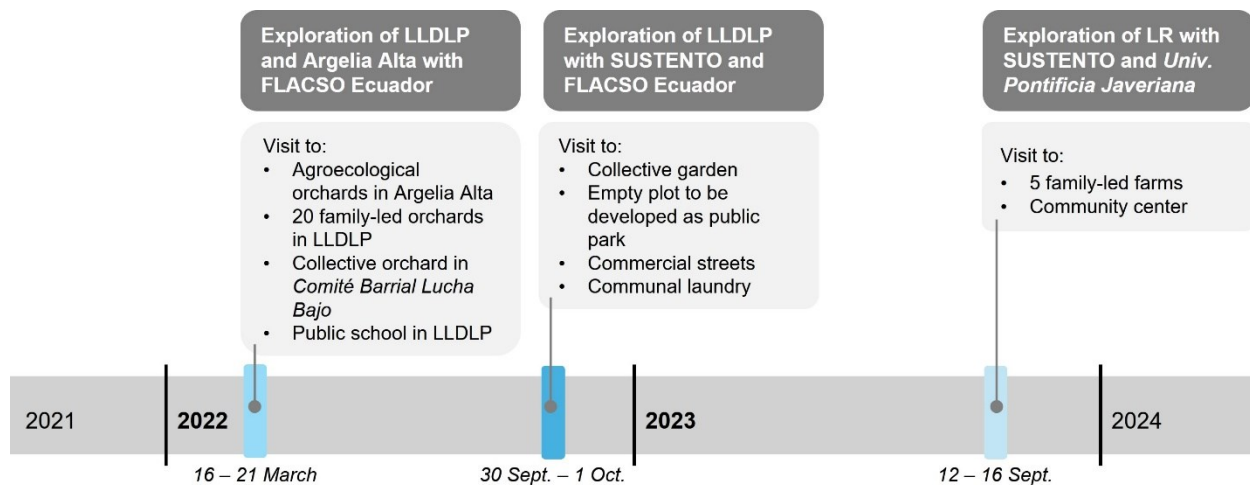 Exploration of LLDLP
and Argelia Alta with
FLACSO Ecuador
Visit to:
• Agroecological
orchards in Argelia Alta
• 20 family-led orchards
in LLDLP
• Collective orchard in
Comité Barrial Lucha
Bajo
• Public school in LLDLP
Exploration of LLDLP
with SUSTENTO and
FLACSO Ecuador
Visit to:
• Collective garden
• Empty plot to be
developed as public
park
• Commercial streets
• Communal laundry
Exploration of LR with
SUSTENTO and Univ.
Pontificia Javeriana
Visit to:
• 5 family-led farms
• Community center
2021
2022
2023
2024
16 – 21 March
30 Sept. – 1 Oct.
12 – 16 Sept.